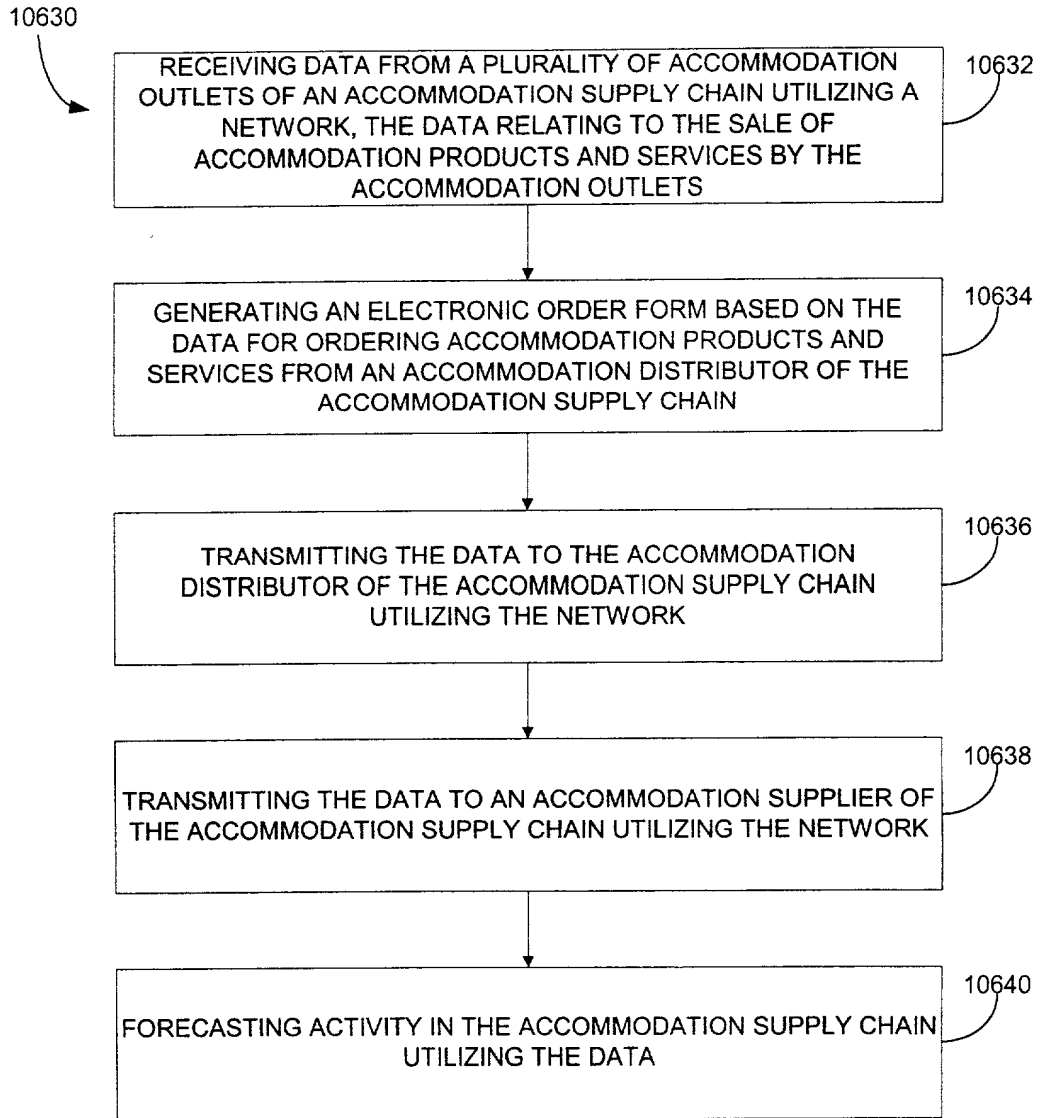 10630
RECEIVING DATA FROM A PLURALITY OF ACCOMMODATION
OUTLETS OF AN ACCOMMODATION SUPPLY CHAIN UTILIZING A
NETWORK, THE DATA RELATING TO THE SALE OF
ACCOMMODATION PRODUCTS AND SERVICES BY THE
ACCOMMODATION OUTLETS
10632
GENERATING AN ELECTRONIC ORDER FORM BASED ON THE
DATA FOR ORDERING ACCOMMODATION PRODUCTS AND
SERVICES FROM AN ACCOMMODATION DISTRIBUTOR OF THE
ACCOMMODATION SUPPLY CHAIN
10634
TRANSMITTING THE DATA TO THE ACCOMMODATION
DISTRIBUTOR OF THE ACCOMMODATION SUPPLY CHAIN
UTILIZING THE NETWORK
10636
TRANSMITTING THE DATA TO AN ACCOMMODATION SUPPLIER OF
THE ACCOMMODATION SUPPLY CHAIN UTILIZING THE NETWORK
10638
FORECASTING ACTIVITY IN THE ACCOMMODATION SUPPLY CHAIN
UTILIZING THE DATA
10640